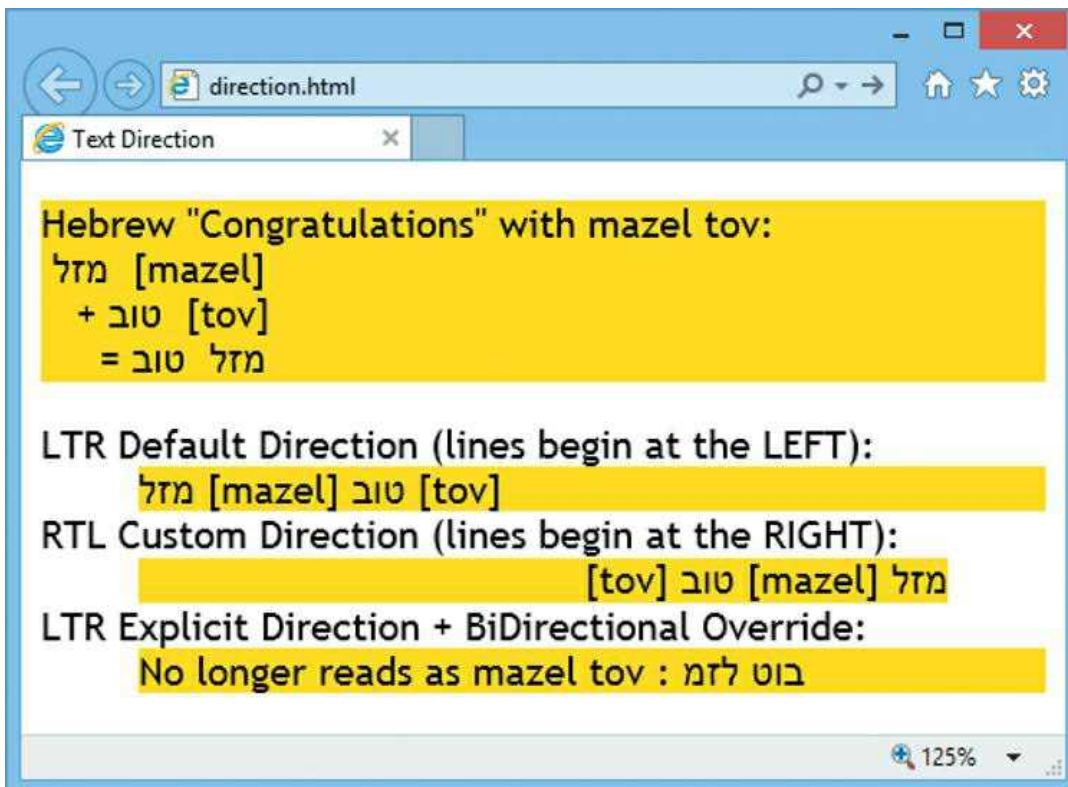 direction.html
Text Direction
Hebrew "Congratulations" with mazel tov:
מזל [mazel]
+ טוב [tov]
= מזל טוב
LTR Default Direction (lines begin at the LEFT):
מזל [mazel] טוב [tov]
RTL Custom Direction (lines begin at the RIGHT):
מזל [mazel] טוב [tov]
LTR Explicit Direction + BiDirectional Override:
No longer reads as mazel tov : בוט לזמ
125%